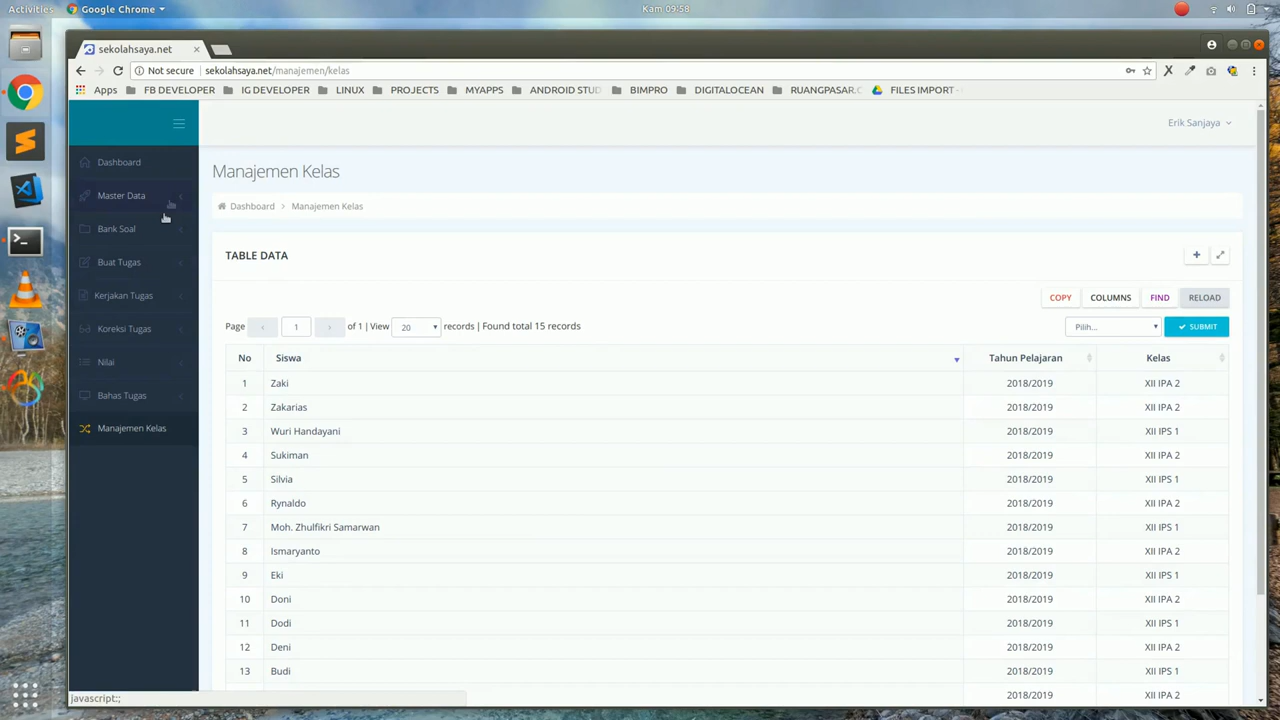 Activities Google Chrome Kam 09:58
sekolahsaya.net
Not secure sekolahsaya.net/manajemen/kelas
Apps FB DEVELOPER IG DEVELOPER LINUX PROJECTS MYAPPS ANDROID STUD BIMPRO DIGITALOCEAN RUANGPASAR.C FILES IMPORT
Erik Sanjaya
Dashboard
Master Data
Bank Soal
Buat Tugas
Kerjakan Tugas
Koreksi Tugas
Nilai
Bahas Tugas
Manajemen Kelas
Manajemen Kelas
Dashboard > Manajemen Kelas
TABLE DATA
COPY COLUMNS FIND RELOAD
Page ‹ 1 › of 1 | View 20 records | Found total 15 records Pilih... SUBMIT
No Siswa Tahun Pelajaran Kelas
1 Zaki 2018/2019 XII IPA 2
2 Zakarias 2018/2019 XII IPA 2
3 Wuri Handayani 2018/2019 XII IPS 1
4 Sukiman 2018/2019 XII IPA 2
5 Silvia 2018/2019 XII IPS 1
6 Rynaldo 2018/2019 XII IPA 2
7 Moh. Zhulfikri Samarwan 2018/2019 XII IPS 1
8 Ismaryanto 2018/2019 XII IPA 2
9 Eki 2018/2019 XII IPS 1
10 Doni 2018/2019 XII IPA 2
11 Dodi 2018/2019 XII IPS 1
12 Deni 2018/2019 XII IPA 2
13 Budi 2018/2019 XII IPS 1
2018/2019 XII IPA 2
javascript:;